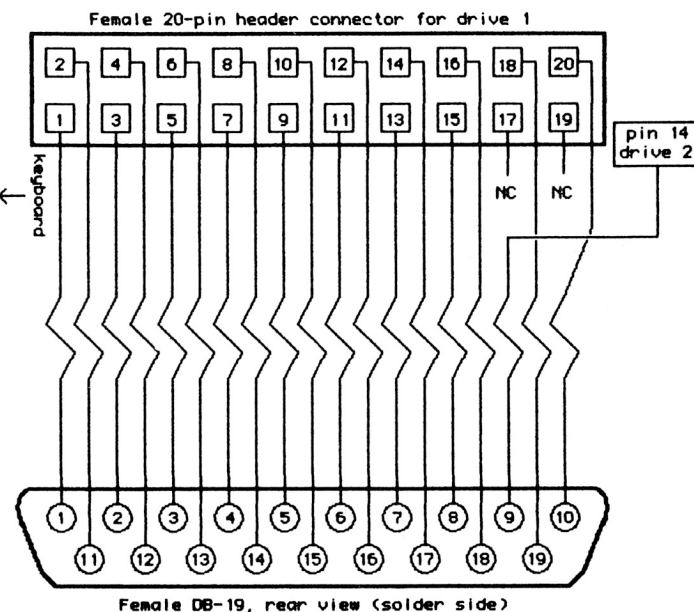 Female 20-pin header connector for drive 1
2 4 6 8 10 12 14 16 18 20
1 3 5 7 9 11 13 15 17 19
pin 14
drive 2
keyboard
NC NC
1 2 3 4 5 6 7 8 9 10
11 12 13 14 15 16 17 18 19
Female DB-19, rear view (solder side)